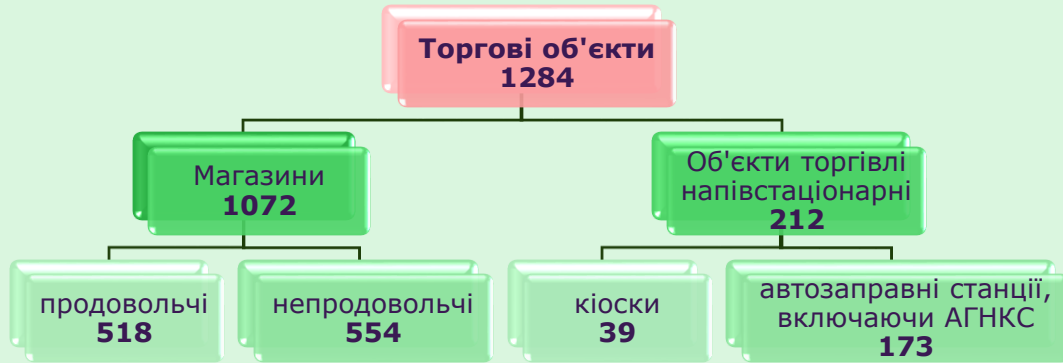 Торгові об'єкти
1284
Магазини
1072
Об'єкти торгівлі
напівстаціонарні
212
продовольчі
518
непродовольчі
554
кіоски
39
автозаправні станції,
включаючи АГНКС
173